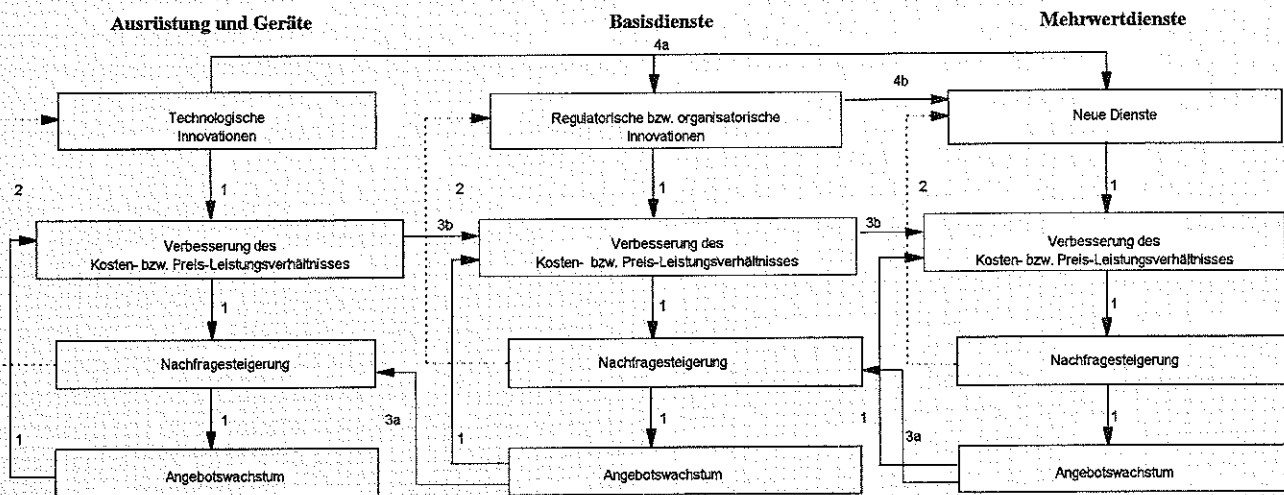 Ausrüstung und Geräte
Basisdienste
Mehrwertdienste
4a
4b
Technologische
Innovationen
Regulatorische bzw. organisatorische
Innovationen
Neue Dienste
2
1
2
1
2
1
3b
3b
Verbesserung des
Kosten- bzw. Preis-Leistungsverhältnisses
Verbesserung des
Kosten- bzw. Preis-Leistungsverhältnisses
Verbesserung des
Kosten- bzw. Preis-Leistungsverhältnisses
1
1
1
Nachfragesteigerung
Nachfragesteigerung
Nachfragesteigerung
1
1
3a
1
1
1
3a
1
Angebotswachstum
Angebotswachstum
Angebotswachstum